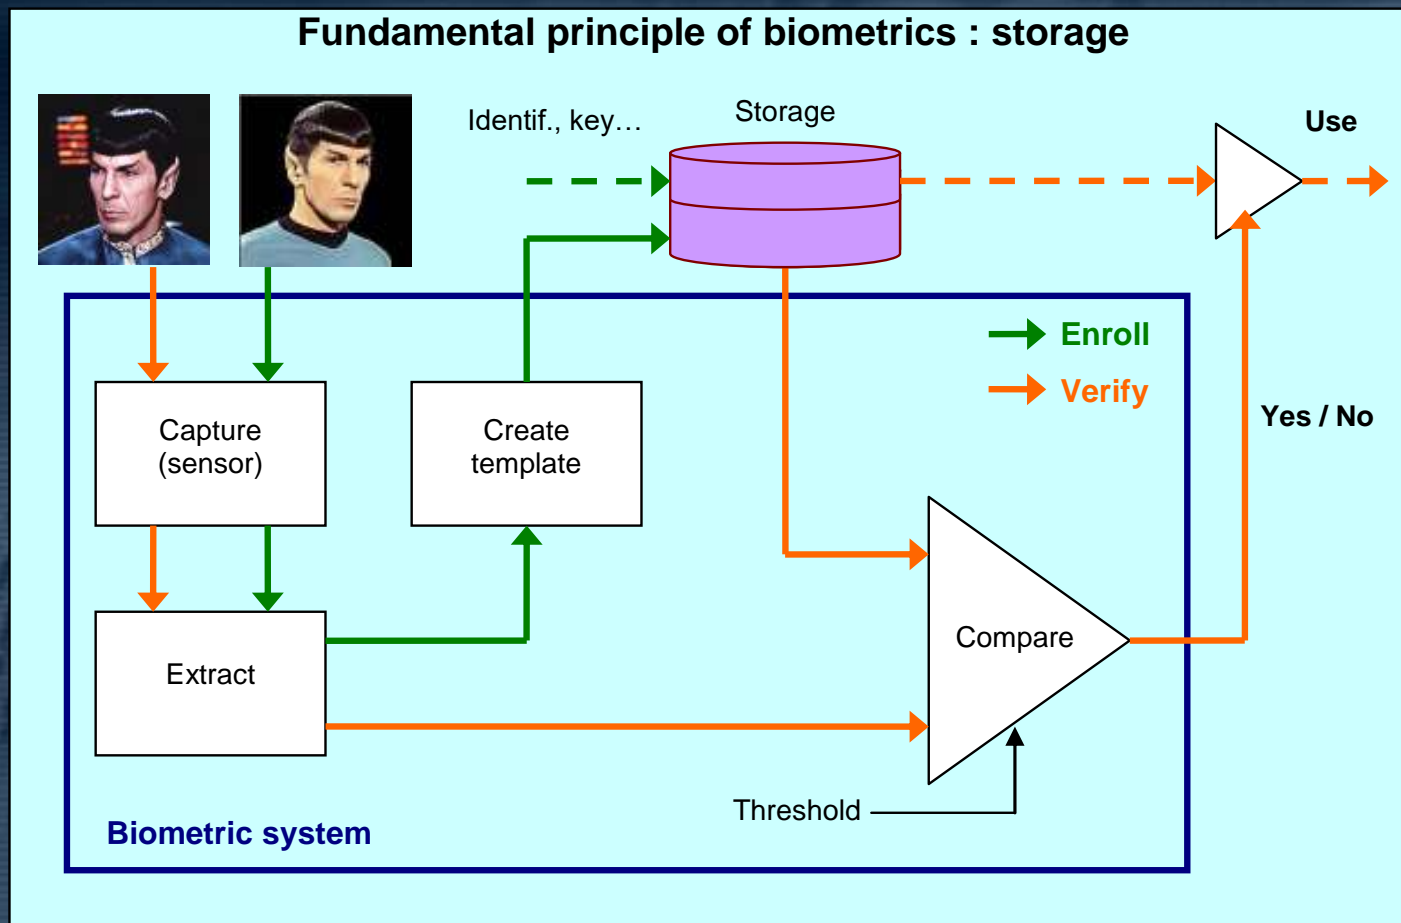 Fundamental principle of biometrics : storage
Identif., key…
Storage
Use
Enroll
Verify
Yes / No
Capture
(sensor)
Create
template
Extract
Compare
Threshold
Biometric system